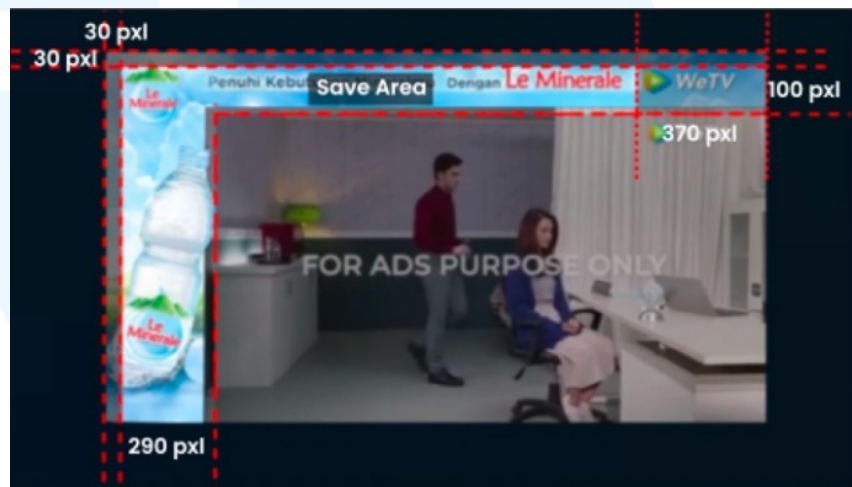 30 pxl
30 pxl
Penuhi Kebu
Save Area
Dengan Le Minerale
WeTV
100 pxl
Le
Minerale
370 pxl
FOR ADS PURPOSE ONLY
Le
Minerale
290 pxl